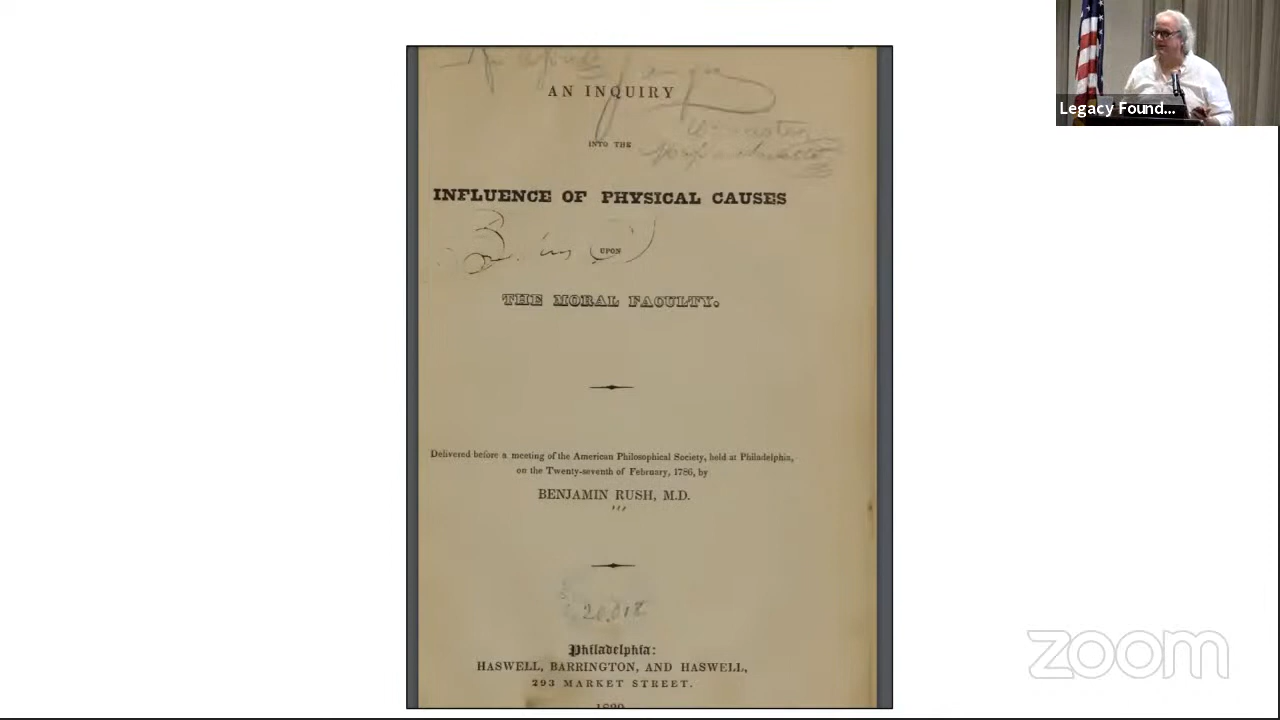 AN INQUIRY
INTO THE
INFLUENCE OF PHYSICAL CAUSES
UPON
THE MORAL FACULTY.
Delivered before a meeting of the American Philosophical Society, held at Philadelphia,
on the Twenty-seventh of February, 1786, by
BENJAMIN RUSH, M.D.
20,018
Philadelphia:
HASWELL, BARRINGTON, AND HASWELL,
293 MARKET STREET.
Legacy Found...
zoom